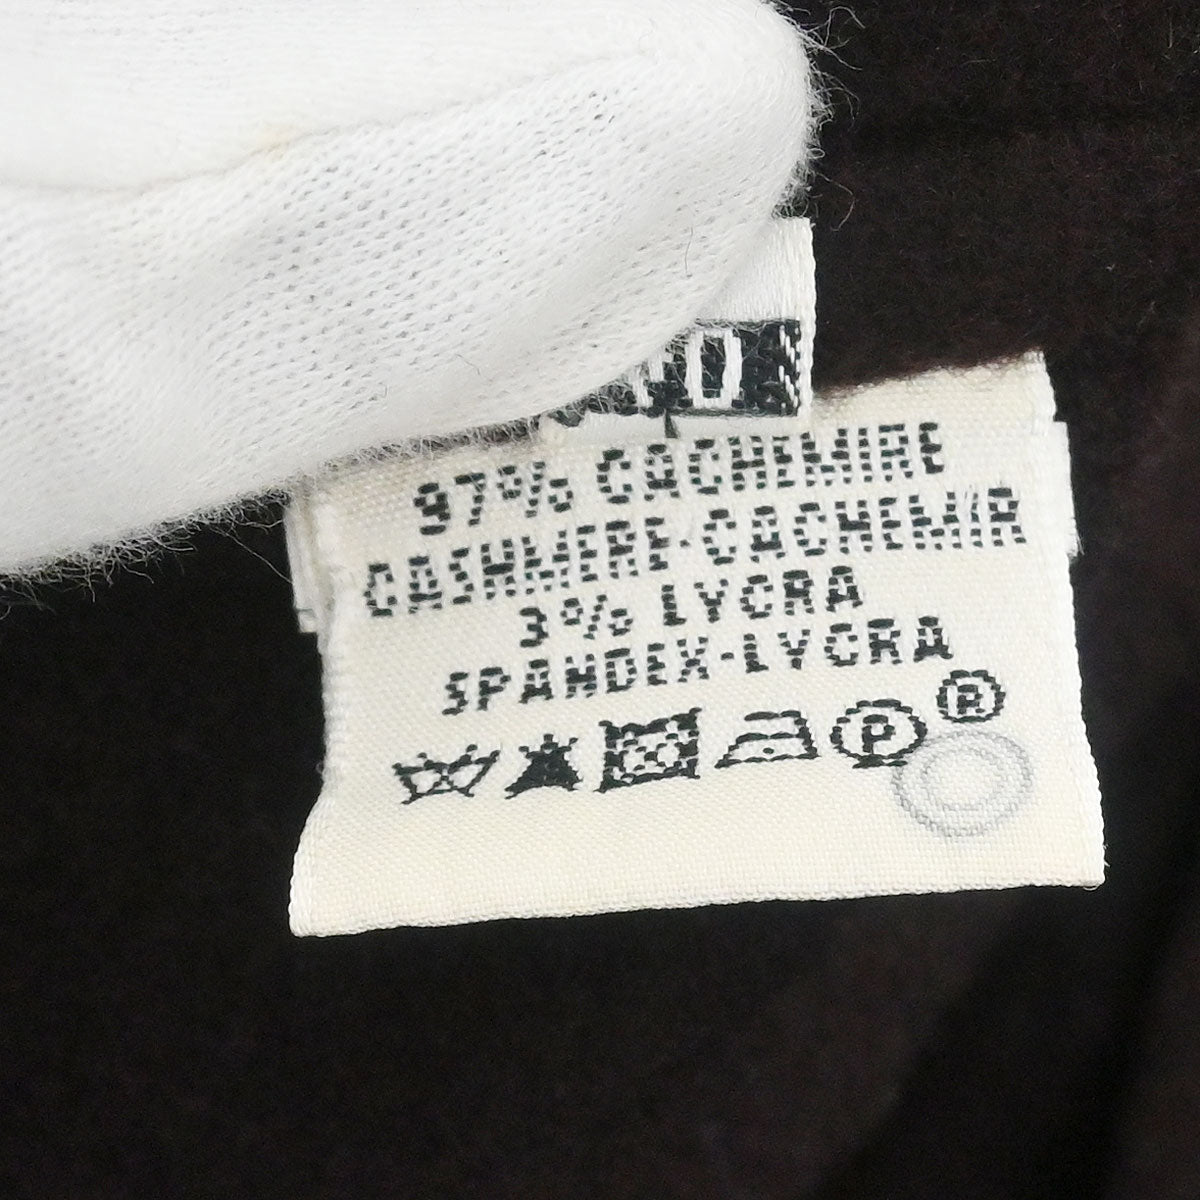 97% CACHEMIRE
CASHMERE-CACHEMIR
3% LYCRA
SPANDEX-LYCRA
®
P